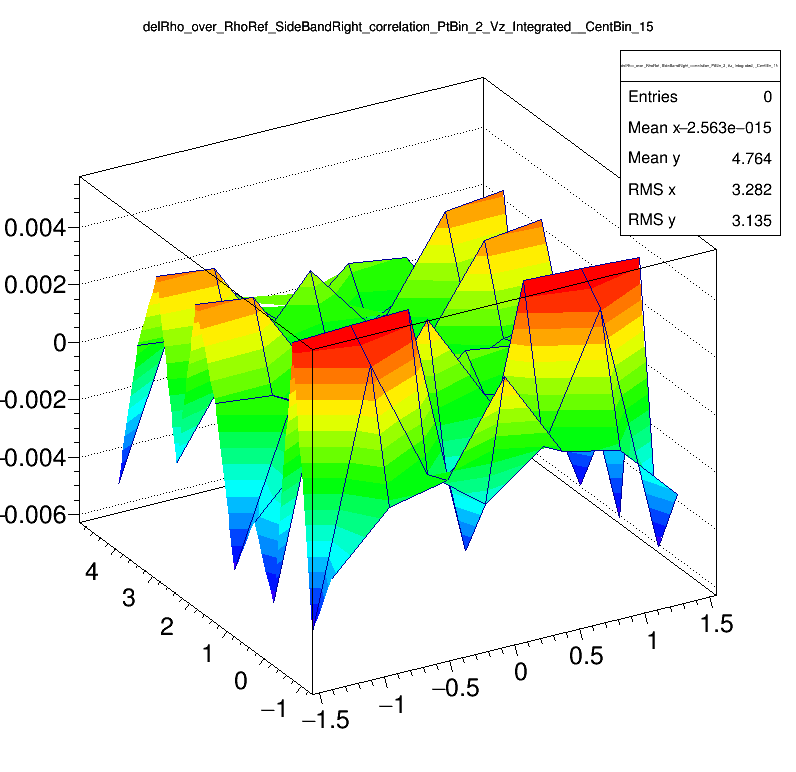 delRho_over_RhoRef_SideBandRight_correlation_PtBin_2_Vz_Integrated__CentBin_15
delRho_over_RhoRef_SideBandRight_correlation_PtBin_2_Vz_Integrated__CentBin_15
Entries 0
Mean x −2.563e−015
Mean y 4.764
RMS x 3.282
RMS y 3.135
0.004
0.002
0
−0.002
−0.004
−0.006
4
3
2
1
0
−1
−1.5
−1
−0.5
0
0.5
1
1.5